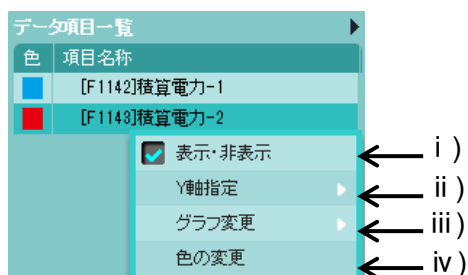 データ項目一覧
色 項目名称
[F1142]積算電力-1
[F1143]積算電力-2
表示・非表示
i )
Y軸指定
ii )
グラフ変更
iii )
色の変更
iv )